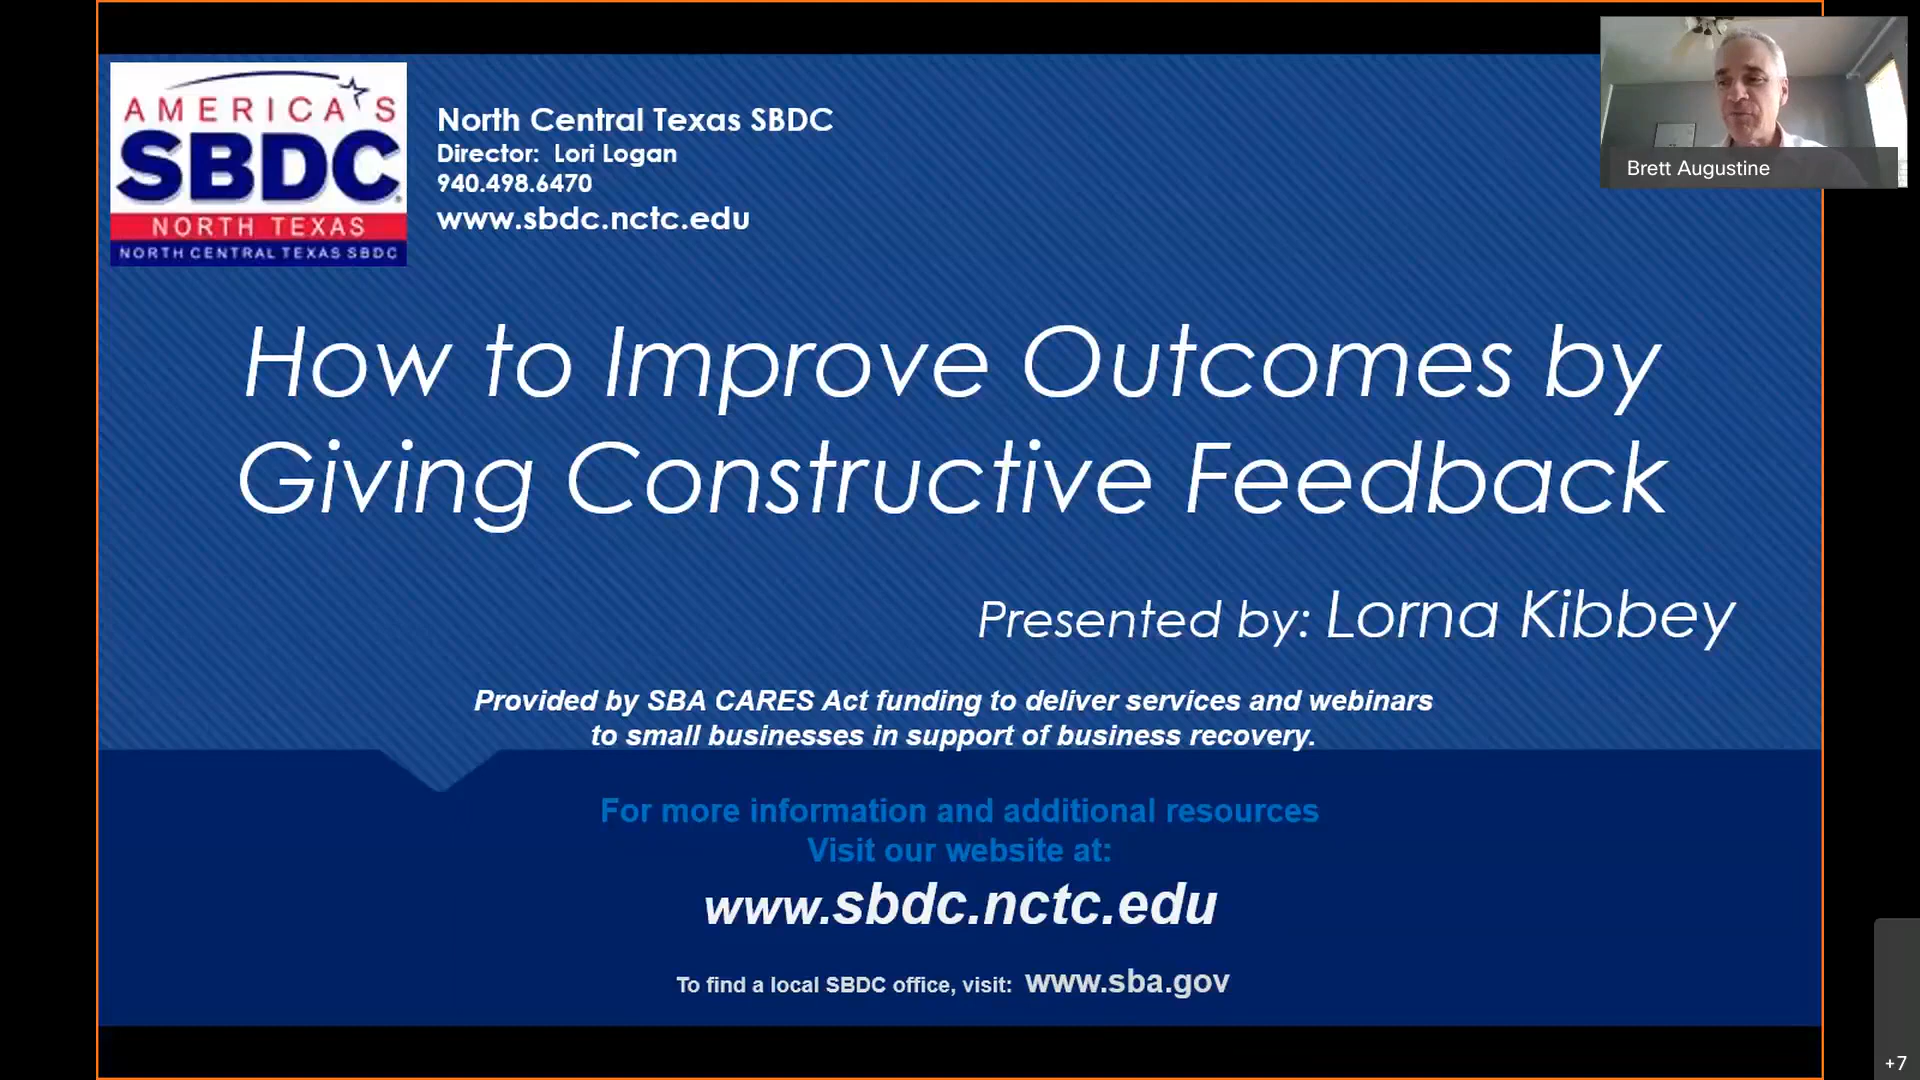 AMERICA'S
SBDC
NORTH TEXAS
NORTH CENTRAL TEXAS SBDC
North Central Texas SBDC
Director: Lori Logan
940.498.6470
www.sbdc.nctc.edu
Brett Augustine
How to Improve Outcomes by
Giving Constructive Feedback
Presented by: Lorna Kibbey
Provided by SBA CARES Act funding to deliver services and webinars
to small businesses in support of business recovery.
For more information and additional resources
Visit our website at:
www.sbdc.nctc.edu
To find a local SBDC office, visit: www.sba.gov
+7